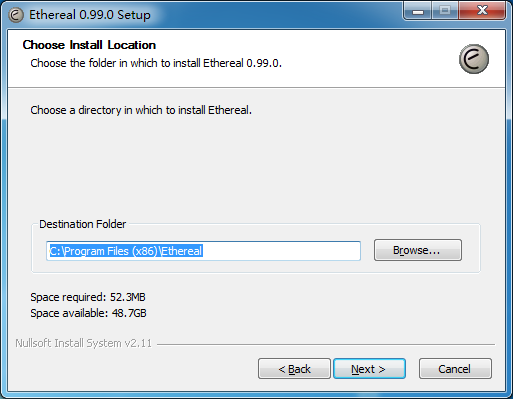 Ethereal 0.99.0 Setup
Choose Install Location
Choose the folder in which to install Ethereal 0.99.0.
Choose a directory in which to install Ethereal.
Destination Folder
C:\Program Files (x86)\Ethereal
Browse...
Space required: 52.3MB
Space available: 48.7GB
Nullsoft Install System v2.11
< Back
Next >
Cancel